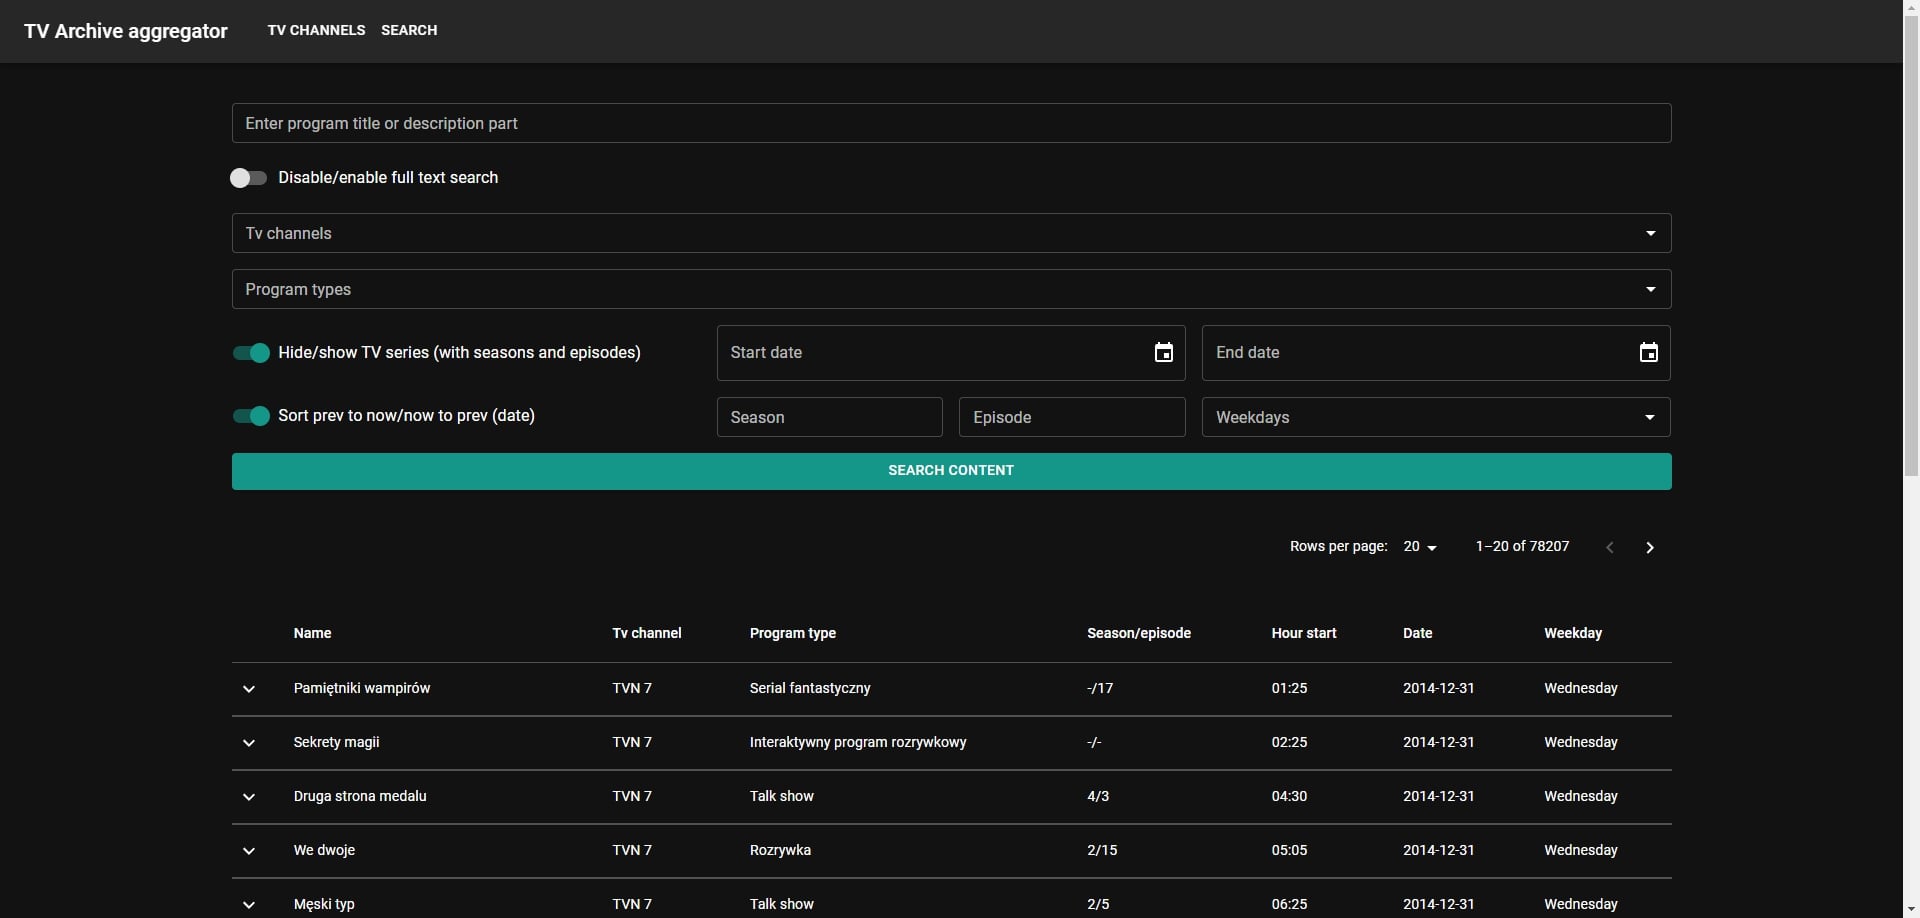 TV Archive aggregator TV CHANNELS SEARCH
Enter program title or description part
Disable/enable full text search
Tv channels
Program types
Hide/show TV series (with seasons and episodes) Start date End date
Sort prev to now/now to prev (date) Season Episode Weekdays
SEARCH CONTENT
Rows per page: 20 1–20 of 78207
Name Tv channel Program type Season/episode Hour start Date Weekday
Pamiętniki wampirów TVN 7 Serial fantastyczny -/17 01:25 2014-12-31 Wednesday
Sekrety magii TVN 7 Interaktywny program rozrywkowy -/- 02:25 2014-12-31 Wednesday
Druga strona medalu TVN 7 Talk show 4/3 04:30 2014-12-31 Wednesday
We dwoje TVN 7 Rozrywka 2/15 05:05 2014-12-31 Wednesday
Męski typ TVN 7 Talk show 2/5 06:25 2014-12-31 Wednesday